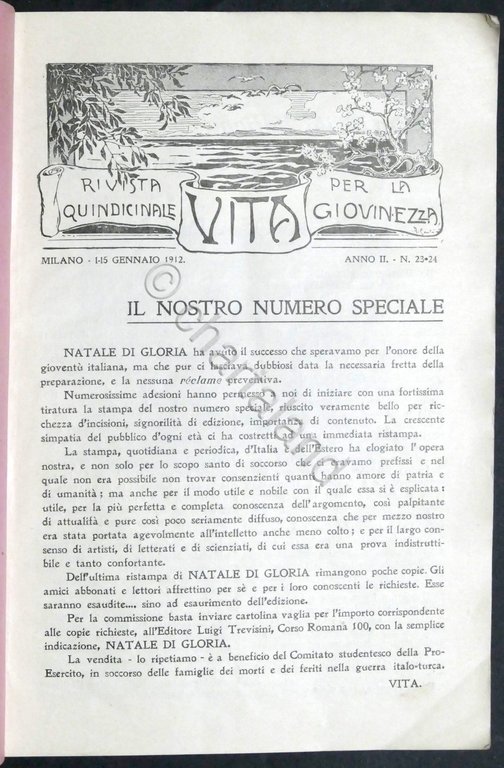 RIVISTA
QUINDICINALE
VITA
PER LA
GIOVINEZZA
MILANO - 1-15 GENNAIO 1912.
ANNO II. - N. 23-24
IL NOSTRO NUMERO SPECIALE
NATALE DI GLORIA ha avuto il successo che speravamo per l'onore della
gioventù italiana, ma che pur ci lasciava dubbiosi data la necessaria fretta della
preparazione, e la nessuna réclame preventiva.
Numerosissime adesioni hanno permesso a noi di iniziare con una fortissima
tiratura la stampa del nostro numero speciale riuscito veramente bello per ric-
chezza d'incisioni, signorilità di edizione, importanza di contenuto. La crescente
simpatia del pubblico d'ogni età ci ha costretti ad una immediata ristampa.
La stampa, quotidiana e periodica, d'Italia e dell'Estero ha elogiato l'opera
nostra, e non solo per lo scopo santo di soccorso che ci eravamo prefissi e nel
quale non era possibile non trovar consenzienti quanti hanno amore di patria e
di umanità; ma anche per il modo utile e nobile con il quale essa si è esplicata:
utile, per la più perfetta e completa conoscenza dell'argomento, così palpitante
di attualità e pure così poco seriamente diffuso, conoscenza che per mezzo nostro
era stata portata agevolmente all'intelletto anche meno colto; e per il largo con-
senso di artisti, di letterati e di scienziati, di cui essa era una prova indistrutti-
bile e tanto confortante.
Dell'ultima ristampa di NATALE DI GLORIA rimangono poche copie. Gli
amici abbonati e lettori affrettino per sè e per i loro conoscenti le richieste. Esse
saranno esaudite.... sino ad esaurimento dell'edizione.
Per la commissione basta inviare cartolina vaglia per l'importo corrispondente
alle copie richieste, all'Editore Luigi Trevisini, Corso Romana 100, con la semplice
indicazione, NATALE DI GLORIA.
La vendita - lo ripetiamo - è a beneficio del Comitato studentesco della Pro-
Esercito, in soccorso delle famiglie dei morti e dei feriti nella guerra italo-turca.
VITA.
© chartaland